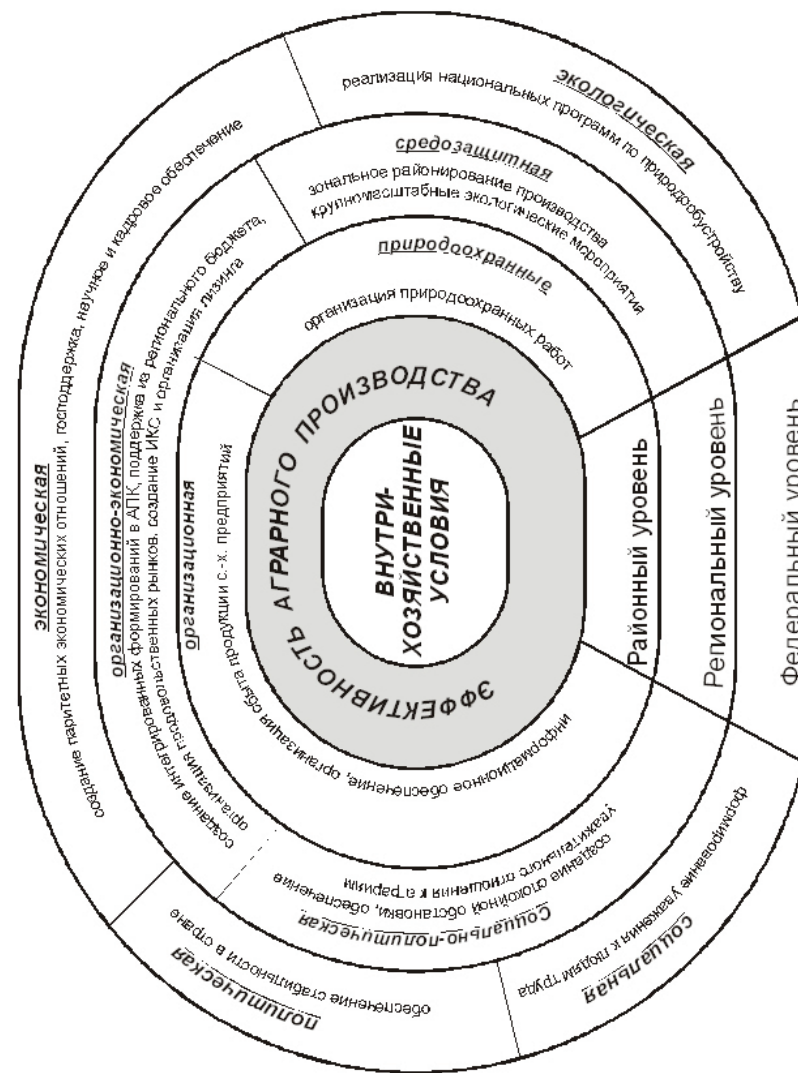 экономическая
создание паритетных экономических отношений, господдержка, научное и кадровое обеспечение
организационно-экономическая
создание интегрированных формирований в АПК, поддержка из регионального бюджета,
организация продовольственных рынков, создание ИКС и организация лизинга
организационная
информационное обеспечение, организация сбыта продукции с.-х. предприятий
ЭФФЕКТИВНОСТЬ АГРАРНОГО ПРОИЗВОДСТВА
ВНУТРИ-
ХОЗЯЙСТВЕННЫЕ
УСЛОВИЯ
политическая
обеспечение стабильности в стране
социально-политическая
создание спокойной обстановки, обеспечение
уважительного отношения к аграриям
социальная
формирование уважения к людям труда
экологическая
реализация национальных программ по природообустройству
средозащитная
зональное районирование производства
крупномасштабные экологические мероприятия
природоохранные
организация природоохранных работ
Районный уровень
Региональный уровень
Федеральный уровень